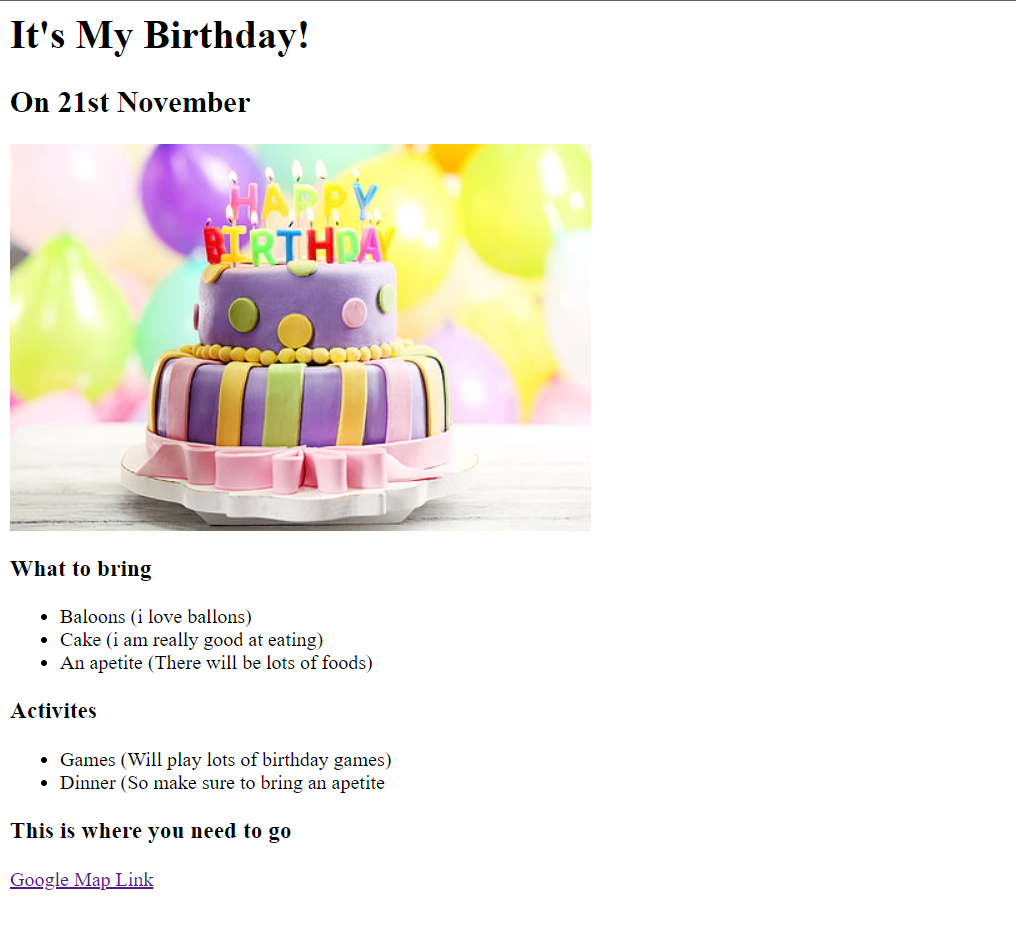 It's My Birthday!
On 21st November
HAPPY
BIRTHDAY
What to bring
Baloons (i love ballons)
Cake (i am really good at eating)
An apetite (There will be lots of foods)
Activites
Games (Will play lots of birthday games)
Dinner (So make sure to bring an apetite
This is where you need to go
Google Map Link